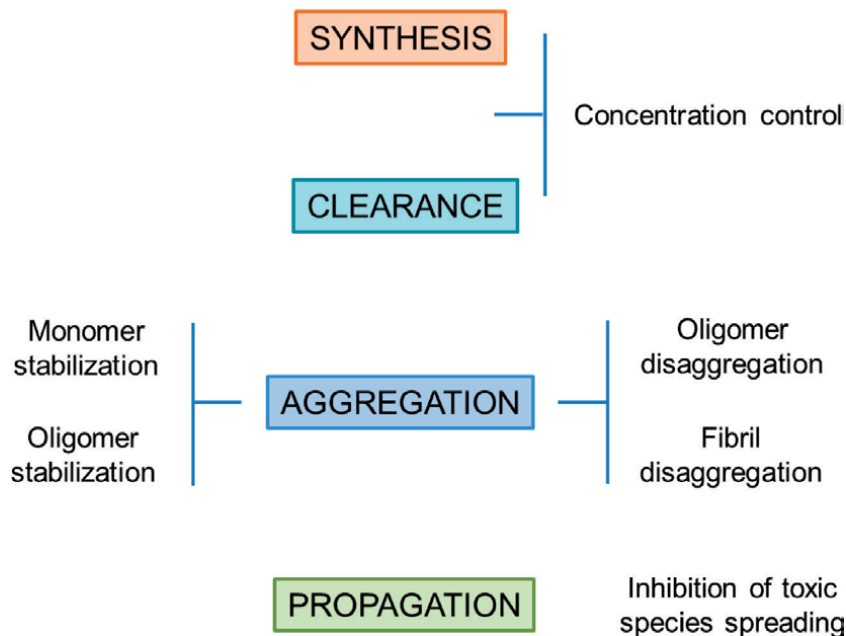 SYNTHESIS
Concentration control
CLEARANCE
Monomer
stabilization
Oligomer
stabilization
AGGREGATION
Oligomer
disaggregation
Fibril
disaggregation
PROPAGATION
Inhibition of toxic
species spreading